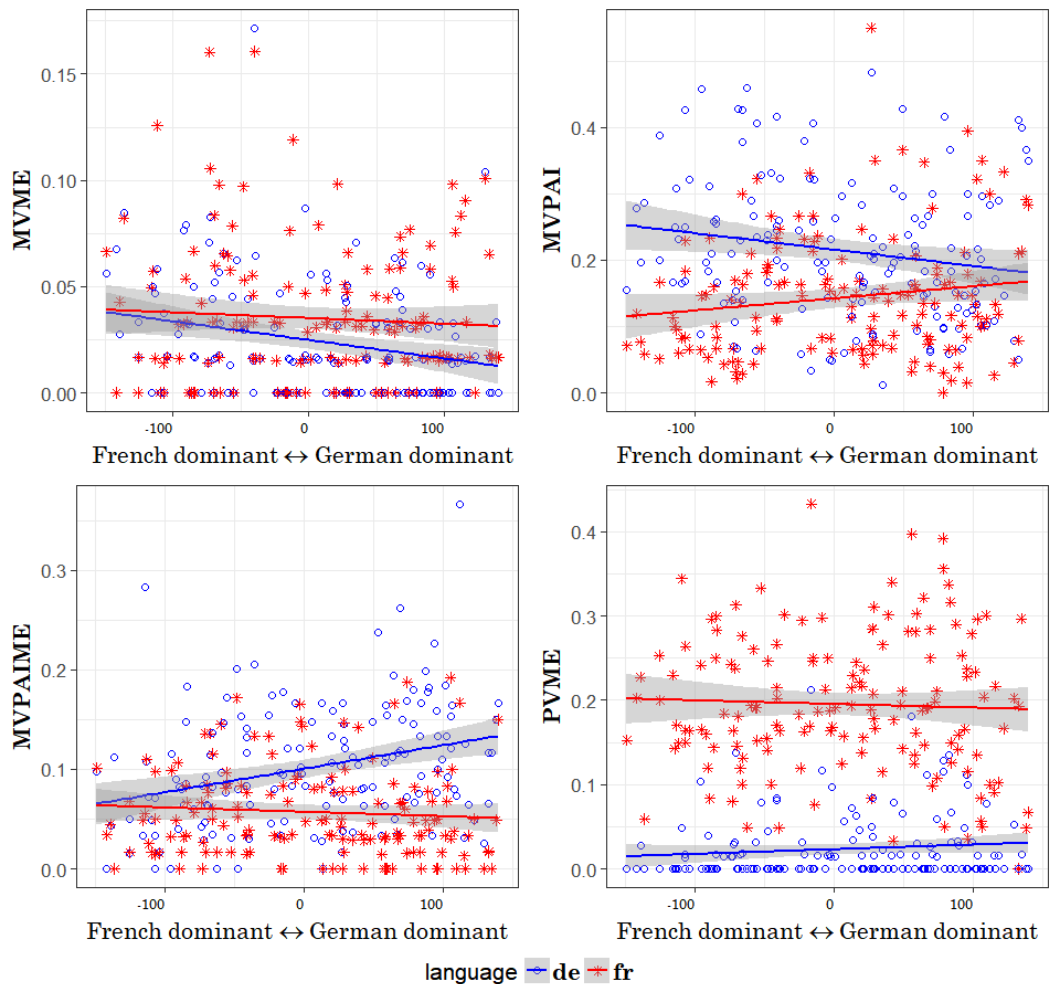 MVME
0.15
0.10
0.05
0.00
-100 0 100
French dominant ↔ German dominant
MVPAI
0.4
0.2
0.0
-100 0 100
French dominant ↔ German dominant
MVPAIME
0.3
0.2
0.1
0.0
-100 0 100
French dominant ↔ German dominant
PVME
0.4
0.3
0.2
0.1
0.0
-100 0 100
French dominant ↔ German dominant
language de fr